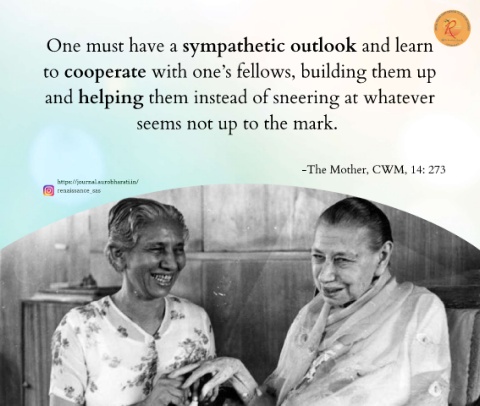 One must have a sympathetic outlook and learn
to cooperate with one's fellows, building them up
and helping them instead of sneering at whatever
seems not up to the mark.
-The Mother, CWM, 14: 273
https://journal.aurobharati.in/
renaissance_sas
R